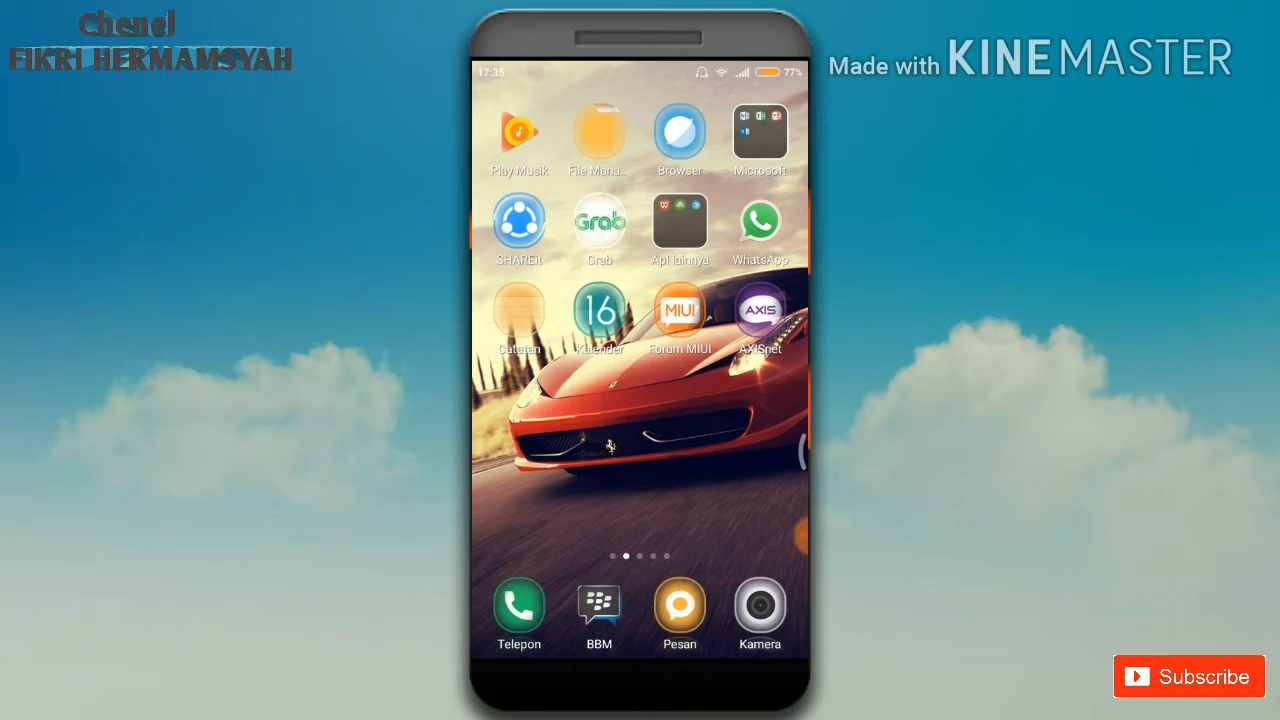 Chenel
FIKRI HERMAMSYAH
Made with KINEMASTER
17:35
77%
Play Musik
File Mana..
Browser
Microsoft
SHAREit
Grab
Grab
Apl lainnya
WhatsApp
16
MIUI
AXIS
Catatan
Kalender
Forum MIUI
AXISnet
Telepon
BBM
Pesan
Kamera
Subscribe